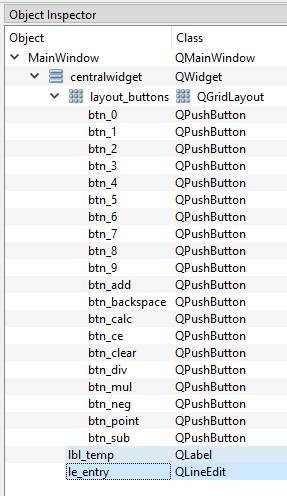 Object Inspector
Object Class
MainWindow QMainWindow
centralwidget QWidget
layout_buttons QGridLayout
btn_0 QPushButton
btn_1 QPushButton
btn_2 QPushButton
btn_3 QPushButton
btn_4 QPushButton
btn_5 QPushButton
btn_6 QPushButton
btn_7 QPushButton
btn_8 QPushButton
btn_9 QPushButton
btn_add QPushButton
btn_backspace QPushButton
btn_calc QPushButton
btn_ce QPushButton
btn_clear QPushButton
btn_div QPushButton
btn_mul QPushButton
btn_neg QPushButton
btn_point QPushButton
btn_sub QPushButton
lbl_temp QLabel
le_entry QLineEdit